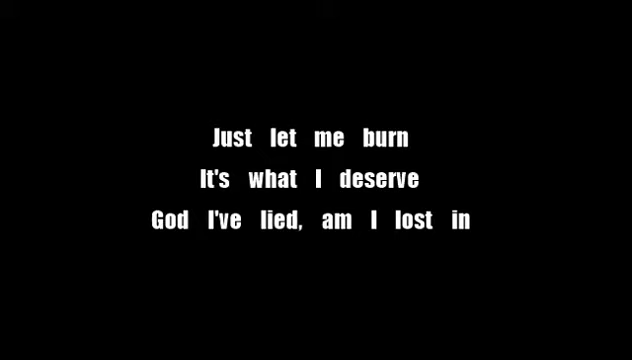 Just let me burn
It's what I deserve
God I've lied, am I lost in